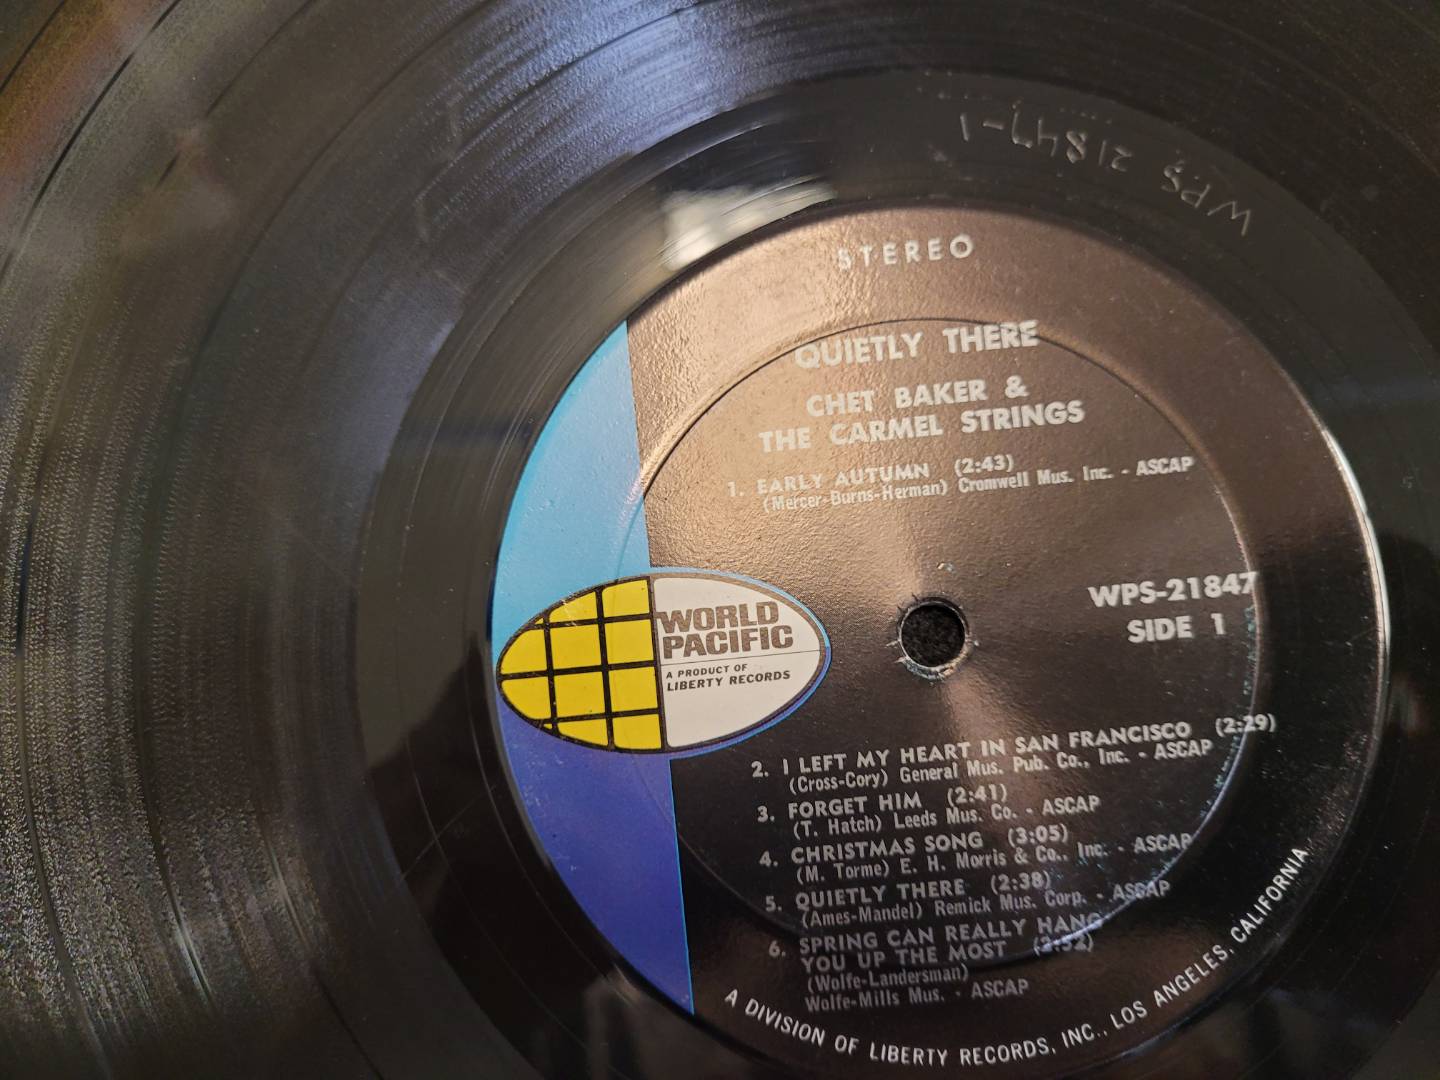 WPS 21847-1
STEREO
QUIETLY THERE
CHET BAKER &
THE CARMEL STRINGS
1. EARLY AUTUMN (2:43)
(Mercer-Burns-Herman) Cromwell Mus. Inc. - ASCAP
WPS-21847
SIDE 1
WORLD
PACIFIC
A PRODUCT OF
LIBERTY RECORDS
2. I LEFT MY HEART IN SAN FRANCISCO (2:29)
(Cross-Cory) General Mus. Pub. Co., Inc. - ASCAP
3. FORGET HIM (2:41)
(T. Hatch) Leeds Mus. Co. - ASCAP
4. CHRISTMAS SONG (3:05)
(M. Torme) E. H. Morris & Co., Inc. - ASCAP
5. QUIETLY THERE (2:38)
(Ames-Mandel) Remick Mus. Corp. - ASCAP
6. SPRING CAN REALLY HANG
YOU UP THE MOST (2:52)
(Wolfe-Landersman)
Wolfe-Mills Mus. - ASCAP
A DIVISION OF LIBERTY RECORDS, INC., LOS ANGELES, CALIFORNIA